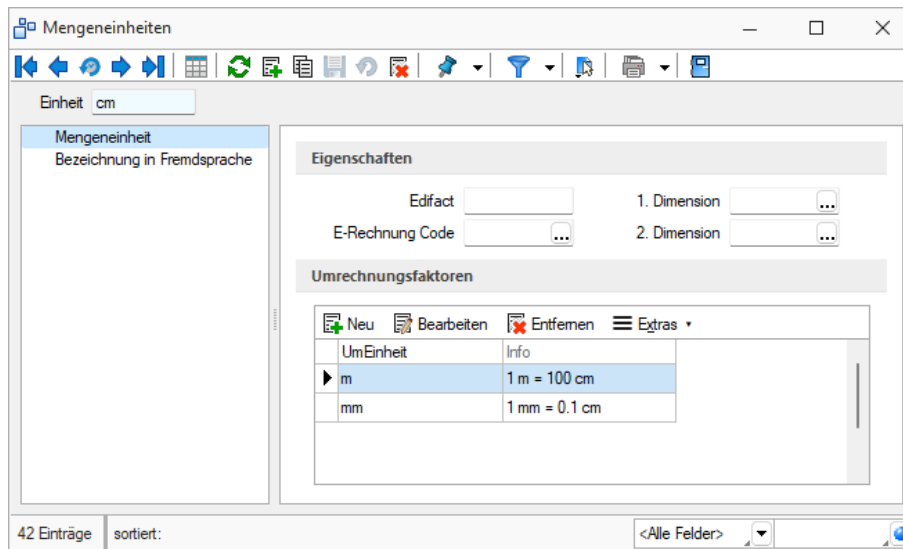 Mengeneinheiten
Einheit cm
Mengeneinheit
Bezeichnung in Fremdsprache
Eigenschaften
Edifact 1. Dimension ...
E-Rechnung Code ... 2. Dimension ...
Umrechnungsfaktoren
Neu Bearbeiten Entfernen Extras
UmEinheit Info
m 1 m = 100 cm
mm 1 mm = 0.1 cm
42 Einträge sortiert: <Alle Felder>